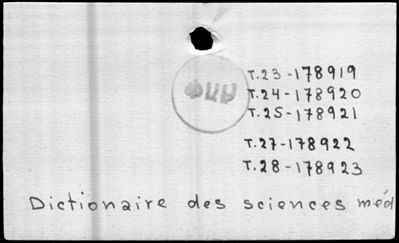 T.23-178919
T.24-178920
T.25-178921
T.27-178922
T.28-178923
Dictionaire des sciences méd